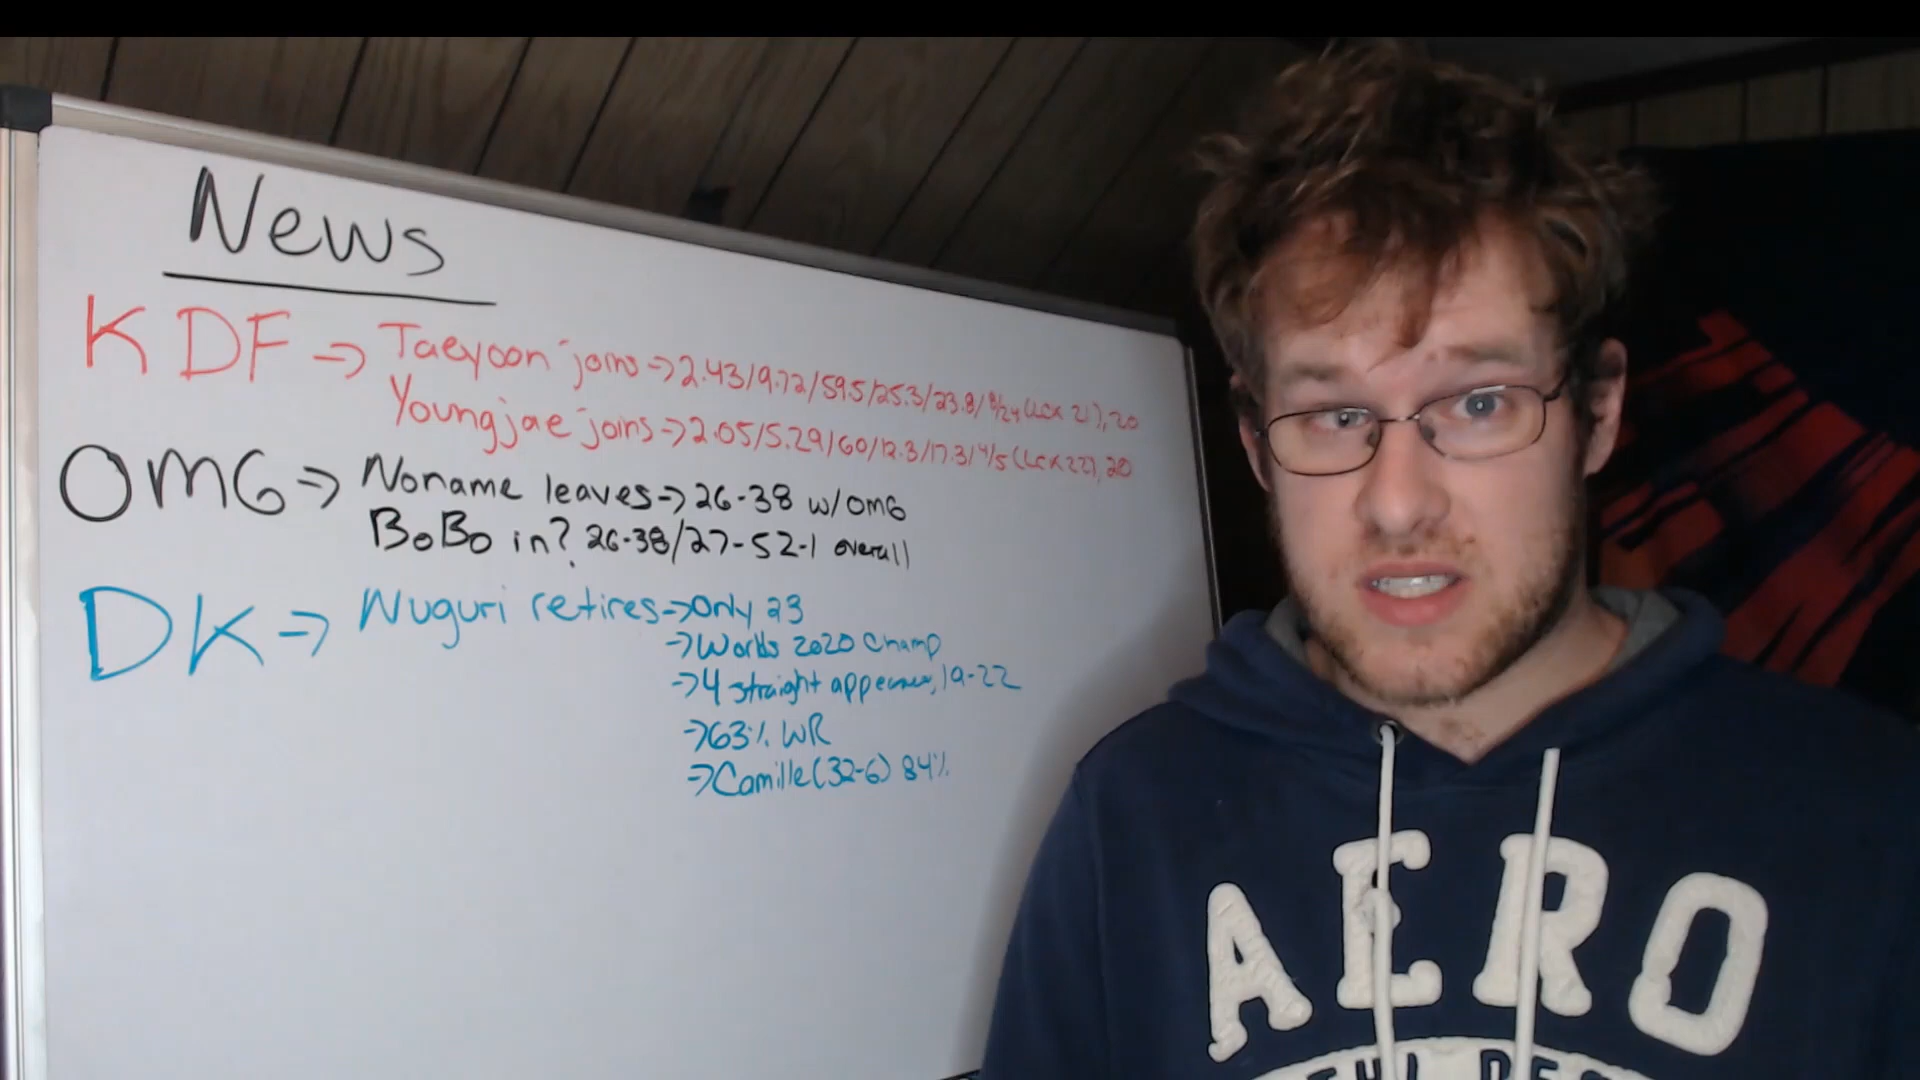 News
KDF → Taeyoon joins → 2.43/9.72/59.5/25.3/23.8/8/24 (LCK 21), 20
Youngjae joins → 2.05/5.29/60/12.3/17.3/4/5 (LCK 22), 20
OMG → Noname leaves → 26-38 w/ OMG
BoBo in? 26-38/27-52-1 overall
DK → Nuguri retires → Only 23
→ Worlds 2020 Champ
→ 4 straight 19-22
→ 63% WR
→ Camille (32-6) 84%
AERO